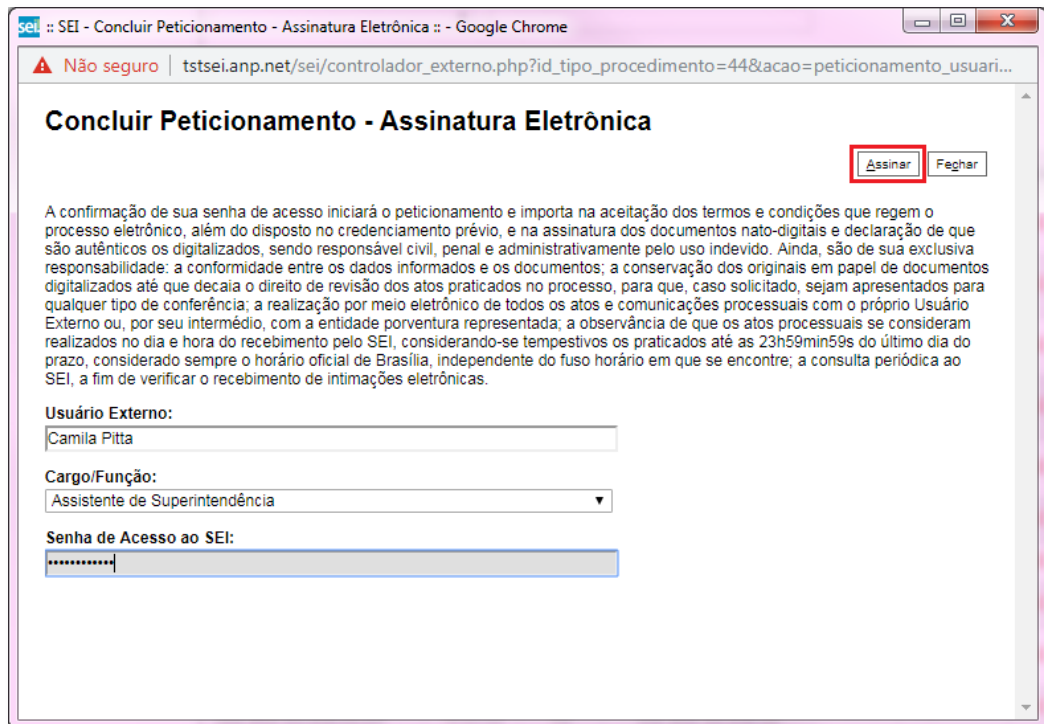 sei :: SEI - Concluir Peticionamento - Assinatura Eletrônica :: - Google Chrome
Não seguro | tstsei.anp.net/sei/controlador_externo.php?id_tipo_procedimento=44&acao=peticionamento_usuari...
Concluir Peticionamento - Assinatura Eletrônica
Assinar Fechar
A confirmação de sua senha de acesso iniciará o peticionamento e importa na aceitação dos termos e condições que regem o
processo eletrônico, além do disposto no credenciamento prévio, e na assinatura dos documentos nato-digitais e declaração de que
são autênticos os digitalizados, sendo responsável civil, penal e administrativamente pelo uso indevido. Ainda, são de sua exclusiva
responsabilidade: a conformidade entre os dados informados e os documentos; a conservação dos originais em papel de documentos
digitalizados até que decaia o direito de revisão dos atos praticados no processo, para que, caso solicitado, sejam apresentados para
qualquer tipo de conferência; a realização por meio eletrônico de todos os atos e comunicações processuais com o próprio Usuário
Externo ou, por seu intermédio, com a entidade porventura representada; a observância de que os atos processuais se consideram
realizados no dia e hora do recebimento pelo SEI, considerando-se tempestivos os praticados até as 23h59min59s do último dia do
prazo, considerado sempre o horário oficial de Brasília, independente do fuso horário em que se encontre; a consulta periódica ao
SEI, a fim de verificar o recebimento de intimações eletrônicas.
Usuário Externo:
Camila Pitta
Cargo/Função:
Assistente de Superintendência
Senha de Acesso ao SEI:
••••••••••••